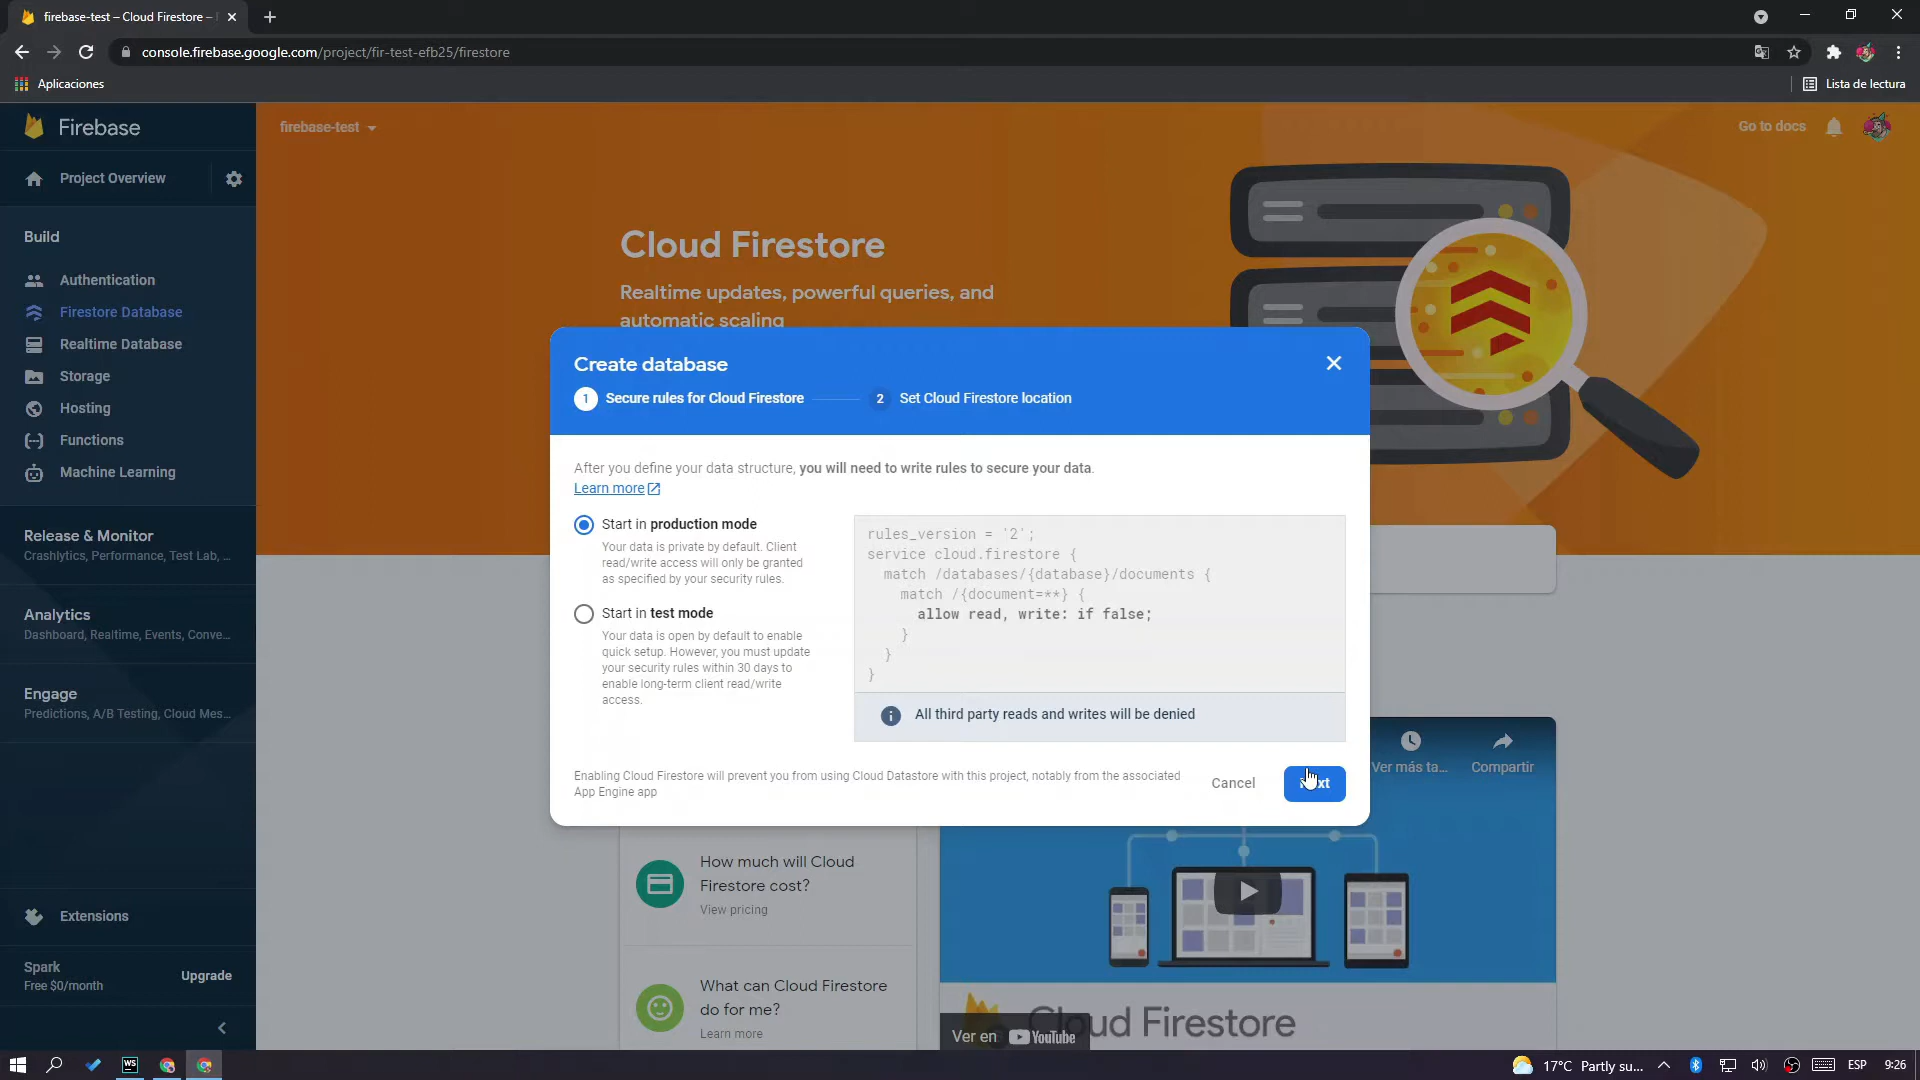 firebase-test – Cloud Firestore –
console.firebase.google.com/project/fir-test-efb25/firestore
Aplicaciones
Lista de lectura
Firebase
firebase-test
Go to docs
Project Overview
Build
Authentication
Firestore Database
Realtime Database
Storage
Hosting
Functions
Machine Learning
Release & Monitor
Crashlytics, Performance, Test Lab, ...
Analytics
Dashboard, Realtime, Events, Conve...
Engage
Predictions, A/B Testing, Cloud Mes...
Extensions
Spark
Free $0/month
Upgrade
Cloud Firestore
Realtime updates, powerful queries, and
automatic scaling
Create database
1 Secure rules for Cloud Firestore
2 Set Cloud Firestore location
After you define your data structure, you will need to write rules to secure your data.
Learn more
Start in production mode
Your data is private by default. Client
read/write access will only be granted
as specified by your security rules.
Start in test mode
Your data is open by default to enable
quick setup. However, you must update
your security rules within 30 days to
enable long-term client read/write
access.
rules_version = '2';
service cloud.firestore {
match /databases/{database}/documents {
match /{document=**} {
allow read, write: if false;
}
}
}
All third party reads and writes will be denied
Enabling Cloud Firestore will prevent you from using Cloud Datastore with this project, notably from the associated
App Engine app
Cancel
Ver más ta...
Compartir
How much will Cloud
Firestore cost?
View pricing
What can Cloud Firestore
do for me?
Learn more
Cloud Firestore
Ver en YouTube
WS
17°C Partly su...
ESP
9:26